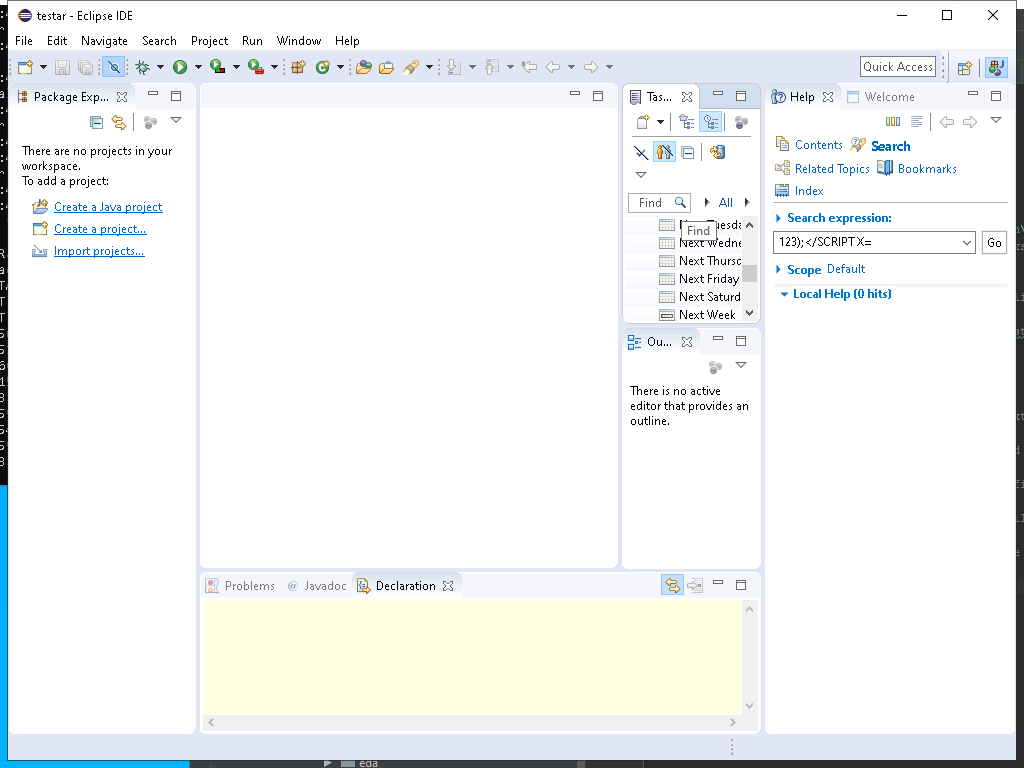 testar - Eclipse IDE
File Edit Navigate Search Project Run Window Help
Quick Access
Package Exp...
There are no projects in your
workspace.
To add a project:
Create a Java project
Create a project...
Import projects...
Tas...
Find All
Find
Next Wedne
Next Thursd
Next Friday
Next Saturd
Next Week
Ou...
There is no active
editor that provides an
outline.
Help Welcome
Contents Search
Related Topics Bookmarks
Index
Search expression:
123);</SCRIPT X=
Go
Scope Default
Local Help (0 hits)
Problems @ Javadoc Declaration
eda